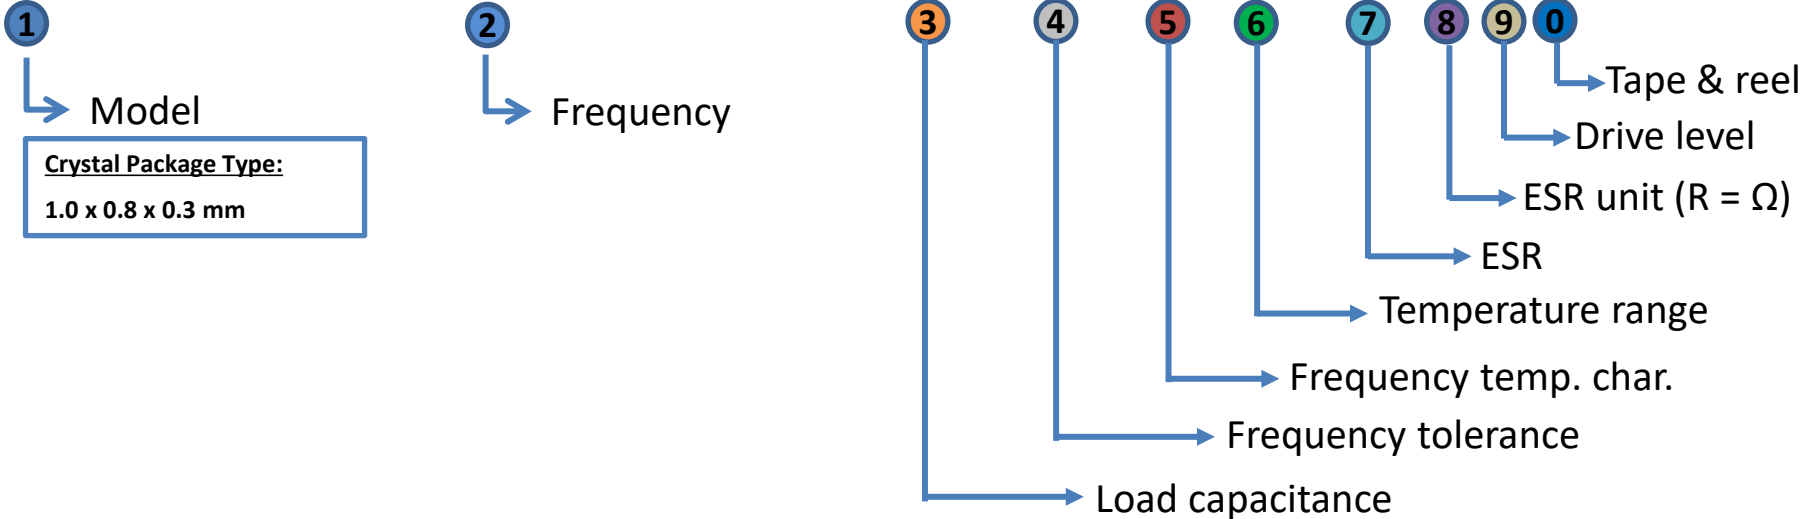 1 2 3 4 5 6 7 8 9 0
Tape & reel
Model
Frequency
Drive level
Crystal Package Type:
1.0 x 0.8 x 0.3 mm
ESR unit (R = Ω)
ESR
Temperature range
Frequency temp. char.
Frequency tolerance
Load capacitance